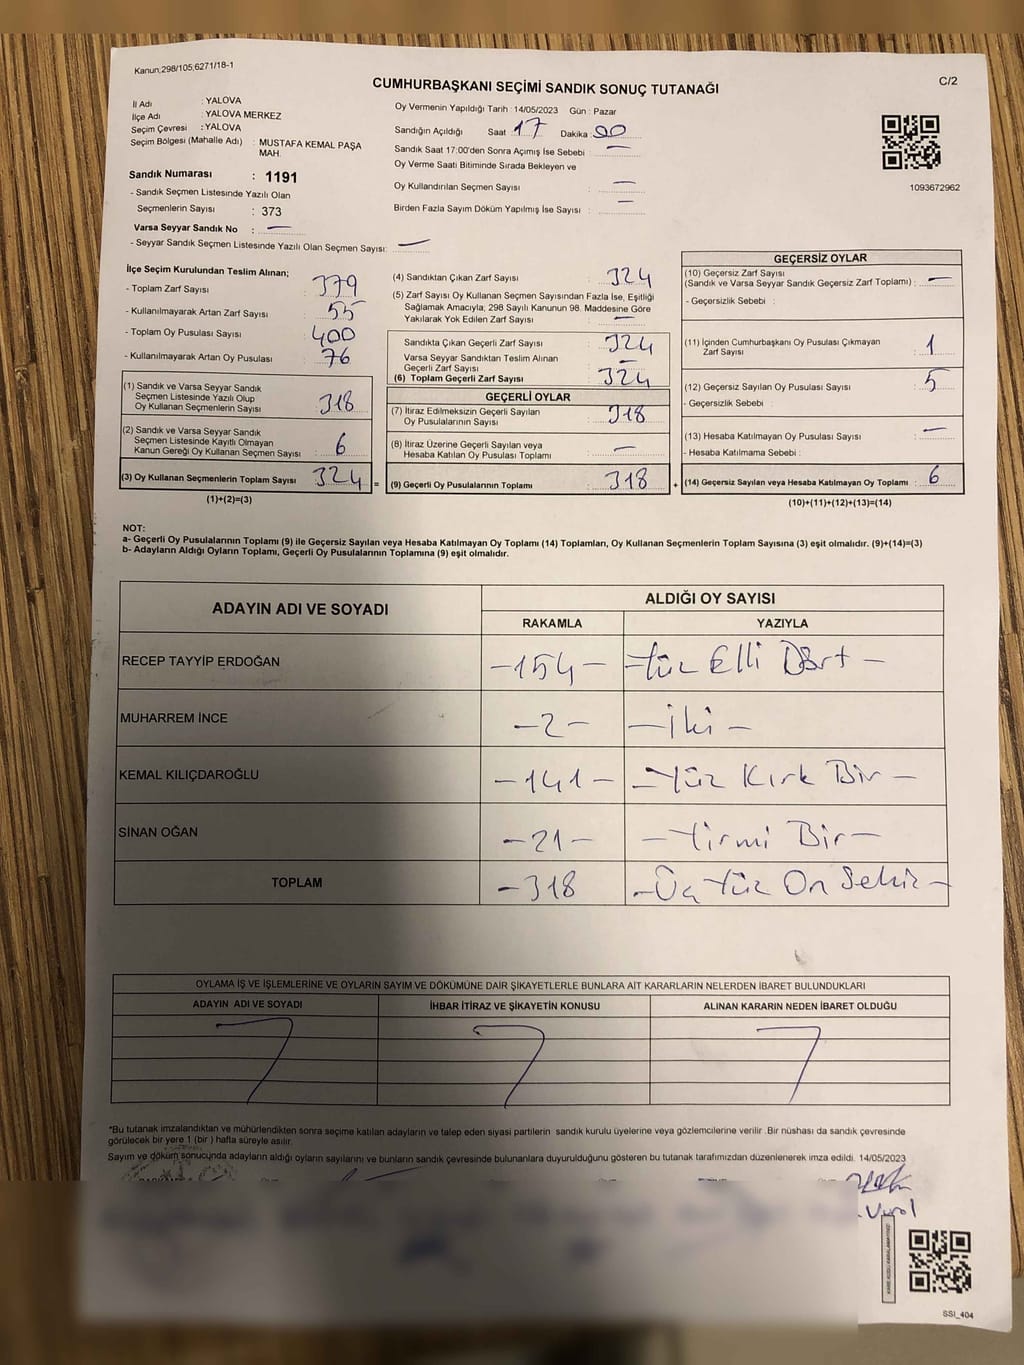 Kanun;298/105;6271/18-1
C/2
CUMHURBAŞKANI SEÇİMİ SANDIK SONUÇ TUTANAĞI
İl Adı : YALOVA
İlçe Adı : YALOVA MERKEZ
Seçim Çevresi : YALOVA
Seçim Bölgesi (Mahalle Adı) : MUSTAFA KEMAL PAŞA
MAH.
Sandık Numarası : 1191
- Sandık Seçmen Listesinde Yazılı Olan
Seçmenlerin Sayısı : 373
Varsa Seyyar Sandık No : —
- Seyyar Sandık Seçmen Listesinde Yazılı Olan Seçmen Sayısı: —
Oy Vermenin Yapıldığı Tarih : 14/05/2023 Gün : Pazar
Sandığın Açıldığı Saat 17 Dakika : 00
Sandık Saat 17:00'den Sonra Açımış İse Sebebi : —
Oy Verme Saati Bitiminde Sırada Bekleyen ve
Oy Kullandırılan Seçmen Sayısı : —
Birden Fazla Sayım Döküm Yapılmış İse Sayısı : —
1093672962
İlçe Seçim Kurulundan Teslim Alınan;
- Toplam Zarf Sayısı : 379
- Kullanılmayarak Artan Zarf Sayısı : 55
- Toplam Oy Pusulası Sayısı : 400
- Kullanılmayarak Artan Oy Pusulası : 76
(1) Sandık ve Varsa Seyyar Sandık
Seçmen Listesinde Yazılı Olup
Oy Kullanan Seçmenlerin Sayısı : 318
(2) Sandık ve Varsa Seyyar Sandık
Seçmen Listesinde Kayıtlı Olmayan
Kanun Gereği Oy Kullanan Seçmen Sayısı : 6
(3) Oy Kullanan Seçmenlerin Toplam Sayısı : 324 =
(1)+(2)=(3)
(4) Sandıktan Çıkan Zarf Sayısı : 324
(5) Zarf Sayısı Oy Kullanan Seçmen Sayısından Fazla İse, Eşitliği
Sağlamak Amacıyla; 298 Sayılı Kanunun 98. Maddesine Göre
Yakılarak Yok Edilen Zarf Sayısı : —
Sandıkta Çıkan Geçerli Zarf Sayısı : 324
Varsa Seyyar Sandıktan Teslim Alınan
Geçerli Zarf Sayısı : —
(6) Toplam Geçerli Zarf Sayısı : 324
GEÇERLİ OYLAR
(7) İtiraz Edilmeksizin Geçerli Sayılan
Oy Pusulalarının Sayısı : 318
(8) İtiraz Üzerine Geçerli Sayılan veya
Hesaba Katılan Oy Pusulası Toplamı : —
(9) Geçerli Oy Pusulalarının Toplamı : 318 +
GEÇERSİZ OYLAR
(10) Geçersiz Zarf Sayısı
(Sandık ve Varsa Seyyar Sandık Geçersiz Zarf Toplamı) : —
- Geçersizlik Sebebi :
(11) İçinden Cumhurbaşkanı Oy Pusulası Çıkmayan
Zarf Sayısı : 1
(12) Geçersiz Sayılan Oy Pusulası Sayısı : 5
- Geçersizlik Sebebi :
(13) Hesaba Katılmayan Oy Pusulası Sayısı : —
- Hesaba Katılmama Sebebi :
(14) Geçersiz Sayılan veya Hesaba Katılmayan Oy Toplamı : 6
(10)+(11)+(12)+(13)=(14)
NOT:
a- Geçerli Oy Pusulalarının Toplamı (9) ile Geçersiz Sayılan veya Hesaba Katılmayan Oy Toplamı (14) Toplamları, Oy Kullanan Seçmenlerin Toplam Sayısına (3) eşit olmalıdır. (9)+(14)=(3)
b- Adayların Aldığı Oyların Toplamı, Geçerli Oy Pusulalarının Toplamına (9) eşit olmalıdır.
ADAYIN ADI VE SOYADI
ALDIĞI OY SAYISI
RAKAMLA YAZIYLA
RECEP TAYYİP ERDOĞAN -154- -Yüz Elli Dört-
MUHARREM İNCE -2- -İki-
KEMAL KILIÇDAROĞLU -141- -Yüz Kırk Bir-
SİNAN OĞAN -21- -Yirmi Bir-
TOPLAM -318 -Üç Yüz On Sekiz-
OYLAMA İŞ VE İŞLEMLERİNE VE OYLARIN SAYIM VE DÖKÜMÜNE DAİR ŞİKAYETLERLE BUNLARA AİT KARARLARIN NELERDEN İBARET BULUNDUKLARI
ADAYIN ADI VE SOYADI İHBAR İTİRAZ VE ŞİKAYETİN KONUSU ALINAN KARARIN NEDEN İBARET OLDUĞU
*Bu tutanak imzalandıktan ve mühürlendikten sonra seçime katılan adayların ve talep eden siyasi partilerin sandık kurulu üyelerine veya gözlemcilerine verilir. Bir nüshası da sandık çevresinde
görülecek bir yere 1 (bir) hafta süreyle asılır.
Sayım ve döküm sonucunda adayların aldığı oyların sayılarını ve bunların sandık çevresinde bulunanlara duyurulduğunu gösteren bu tutanak tarafımızdan düzenlenerek imza edildi. 14/05/2023
SSİ_404